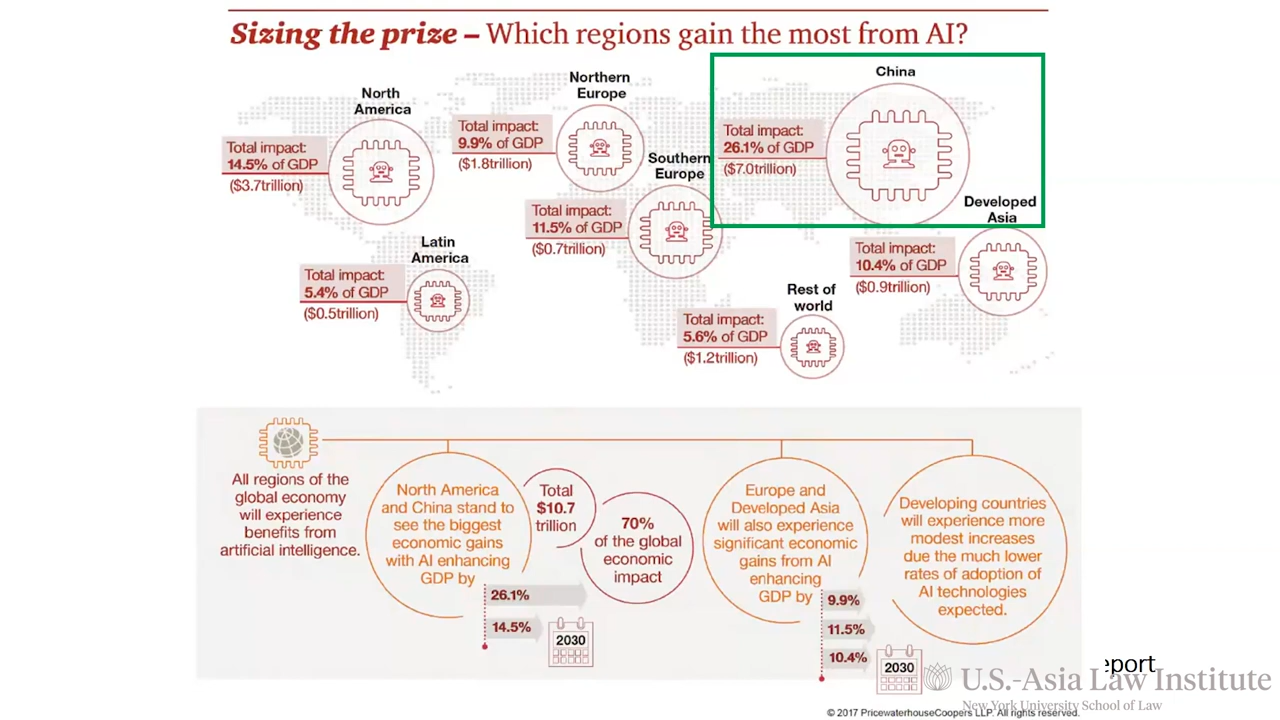 Sizing the prize – Which regions gain the most from AI?
North
America
Total impact:
14.5% of GDP
($3.7trillion)
Northern
Europe
Total impact:
9.9% of GDP
($1.8trillion)
China
Total impact:
26.1% of GDP
($7.0trillion)
Southern
Europe
Total impact:
11.5% of GDP
($0.7trillion)
Developed
Asia
Total impact:
10.4% of GDP
($0.9trillion)
Latin
America
Total impact:
5.4% of GDP
($0.5trillion)
Rest of
world
Total impact:
5.6% of GDP
($1.2trillion)
All regions of the
global economy
will experience
benefits from
artificial intelligence.
North America
and China stand to
see the biggest
economic gains
with AI enhancing
GDP by
26.1%
14.5%
2030
Total
$10.7
trillion
70%
of the global
economic
impact
Europe and
Developed Asia
will also experience
significant economic
gains from AI
enhancing
GDP by
9.9%
11.5%
10.4%
2030
Developing countries
will experience more
modest increases
due the much lower
rates of adoption of
AI technologies
expected.
U.S.-Asia Law Institute
New York University School of Law
© 2017 PricewaterhouseCoopers LLP. All rights reserved.